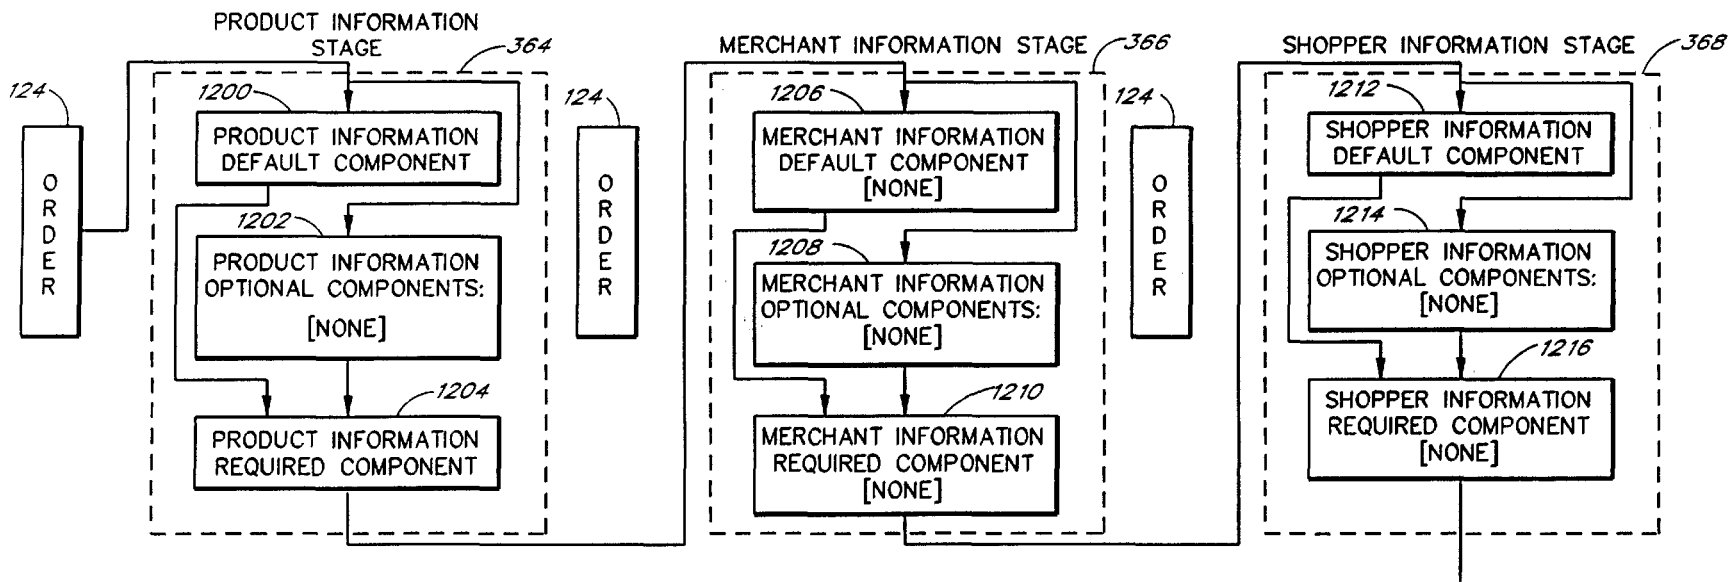 PRODUCT INFORMATION
STAGE
364
124
ORDER
1200
PRODUCT INFORMATION
DEFAULT COMPONENT
1202
PRODUCT INFORMATION
OPTIONAL COMPONENTS:
[NONE]
1204
PRODUCT INFORMATION
REQUIRED COMPONENT
124
ORDER
MERCHANT INFORMATION STAGE
366
1206
MERCHANT INFORMATION
DEFAULT COMPONENT
[NONE]
1208
MERCHANT INFORMATION
OPTIONAL COMPONENTS:
[NONE]
1210
MERCHANT INFORMATION
REQUIRED COMPONENT
[NONE]
124
ORDER
SHOPPER INFORMATION STAGE
368
1212
SHOPPER INFORMATION
DEFAULT COMPONENT
1214
SHOPPER INFORMATION
OPTIONAL COMPONENTS:
[NONE]
1216
SHOPPER INFORMATION
REQUIRED COMPONENT
[NONE]